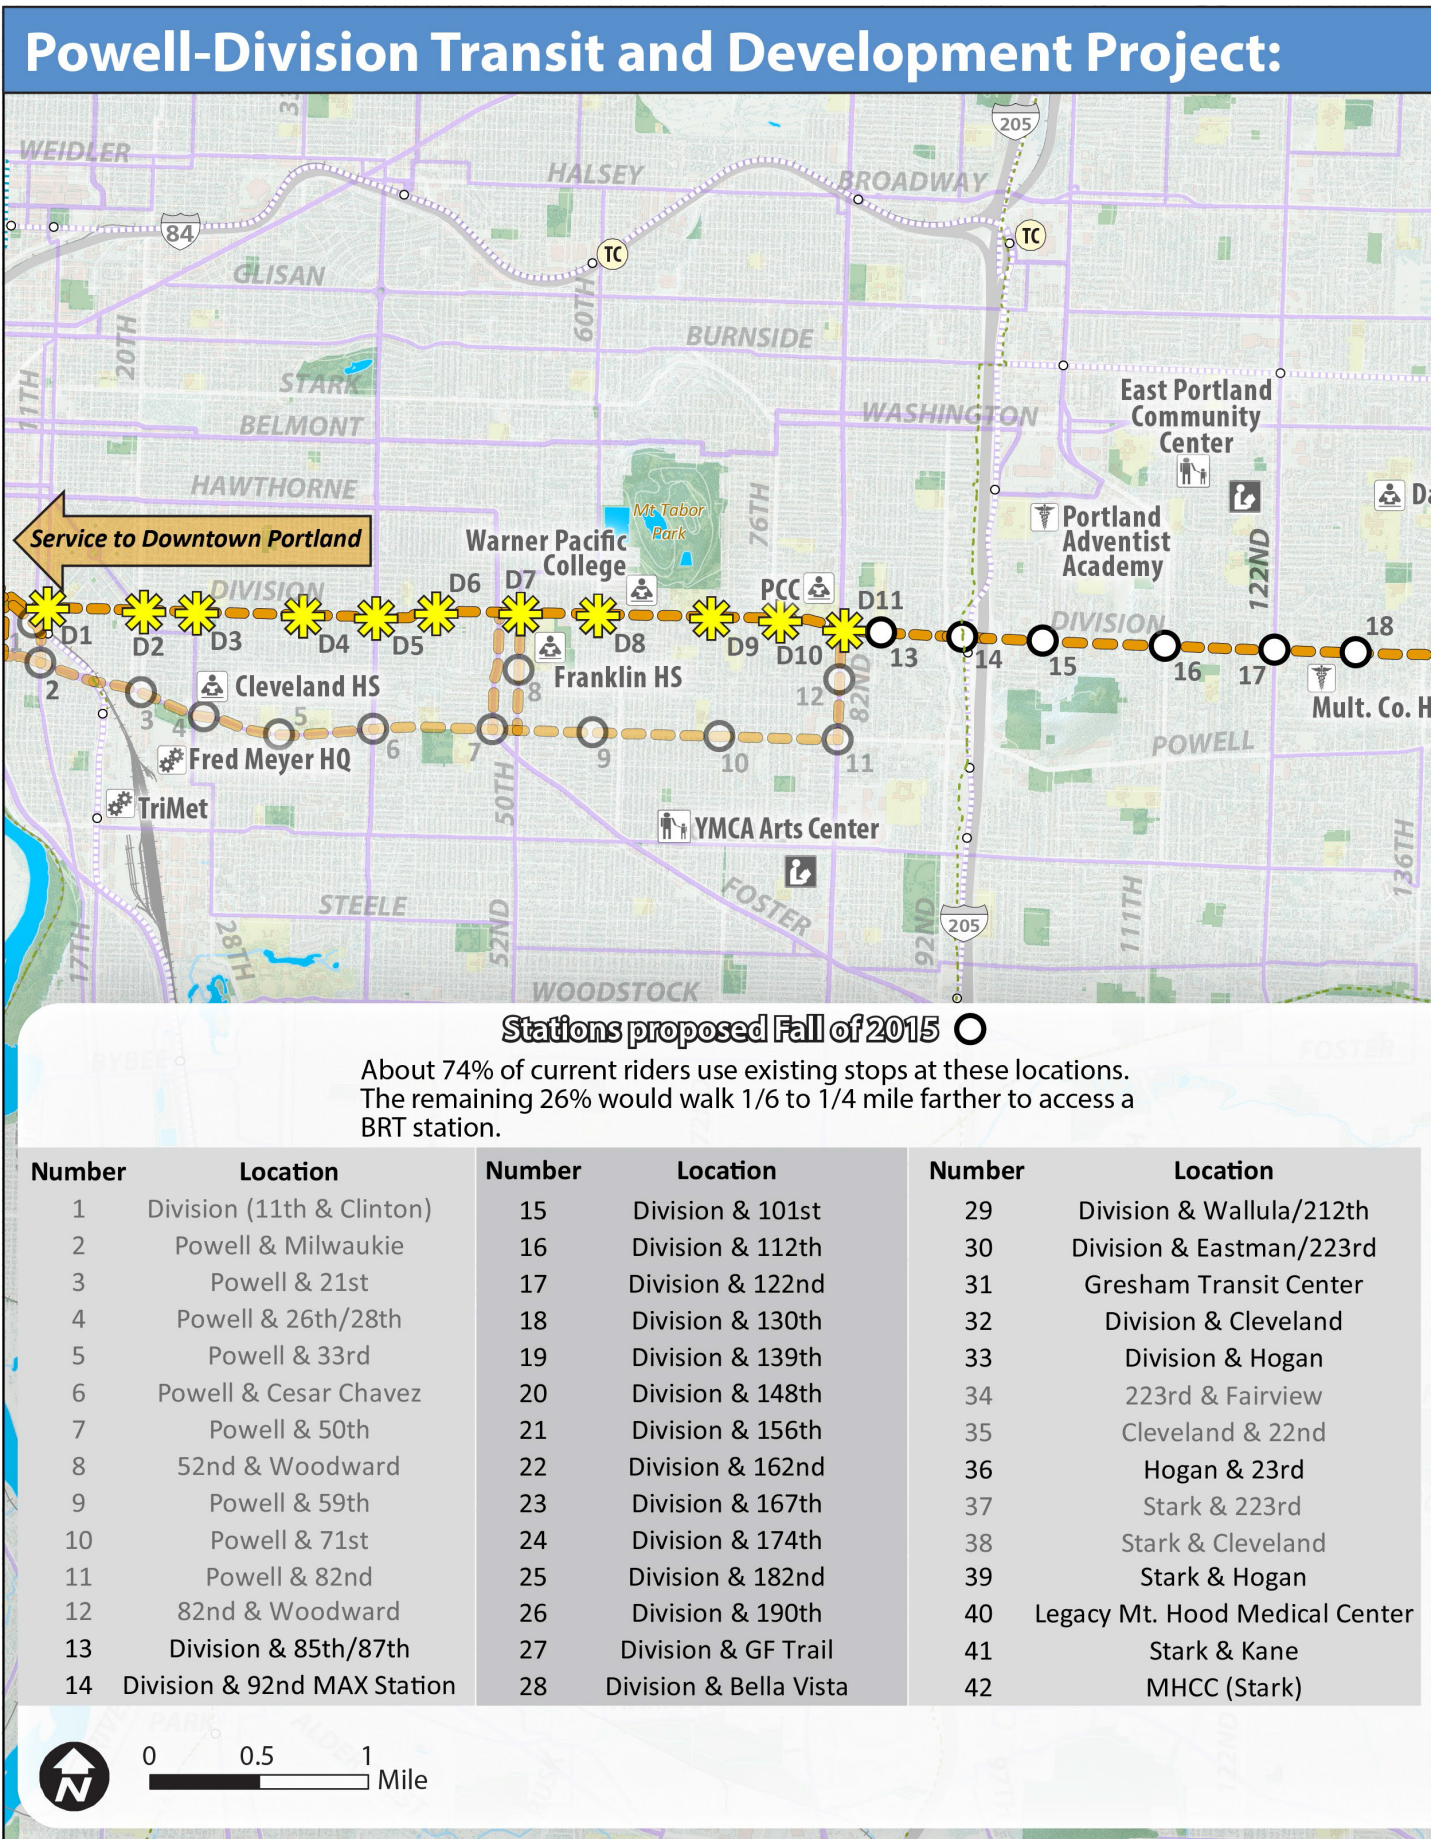 Powell-Division Transit and Development Project:
205
WEIDLER
HALSEY
BROADWAY
84
TC
TC
GLISAN
60TH
20TH
BURNSIDE
11TH
STARK
East Portland
Community
Center
BELMONT
WASHINGTON
HAWTHORNE
76TH
Mt Tabor
Park
Portland
Adventist
Academy
122ND
Service to Downtown Portland
Warner Pacific
College
DIVISION
D6
D7
PCC
D11
DIVISION
D1
D2
D3
D4
D5
D8
D9
D10
13
14
15
16
17
18
Franklin HS
Cleveland HS
82ND
Mult. Co. H
1
2
3
4
5
6
7
8
9
10
11
12
POWELL
Fred Meyer HQ
TriMet
50TH
YMCA Arts Center
136TH
FOSTER
STEELE
17TH
28TH
52ND
92ND
205
111TH
WOODSTOCK
Stations proposed Fall of 2015
BYBEE
FOSTER
About 74% of current riders use existing stops at these locations.
The remaining 26% would walk 1/6 to 1/4 mile farther to access a
BRT station.
Number Location
1 Division (11th & Clinton)
2 Powell & Milwaukie
3 Powell & 21st
4 Powell & 26th/28th
5 Powell & 33rd
6 Powell & Cesar Chavez
7 Powell & 50th
8 52nd & Woodward
9 Powell & 59th
10 Powell & 71st
11 Powell & 82nd
12 82nd & Woodward
13 Division & 85th/87th
14 Division & 92nd MAX Station
Number Location
15 Division & 101st
16 Division & 112th
17 Division & 122nd
18 Division & 130th
19 Division & 139th
20 Division & 148th
21 Division & 156th
22 Division & 162nd
23 Division & 167th
24 Division & 174th
25 Division & 182nd
26 Division & 190th
27 Division & GF Trail
28 Division & Bella Vista
Number Location
29 Division & Wallula/212th
30 Division & Eastman/223rd
31 Gresham Transit Center
32 Division & Cleveland
33 Division & Hogan
34 223rd & Fairview
35 Cleveland & 22nd
36 Hogan & 23rd
37 Stark & 223rd
38 Stark & Cleveland
39 Stark & Hogan
40 Legacy Mt. Hood Medical Center
41 Stark & Kane
42 MHCC (Stark)
PARK
122ND
N
0 0.5 1
Mile